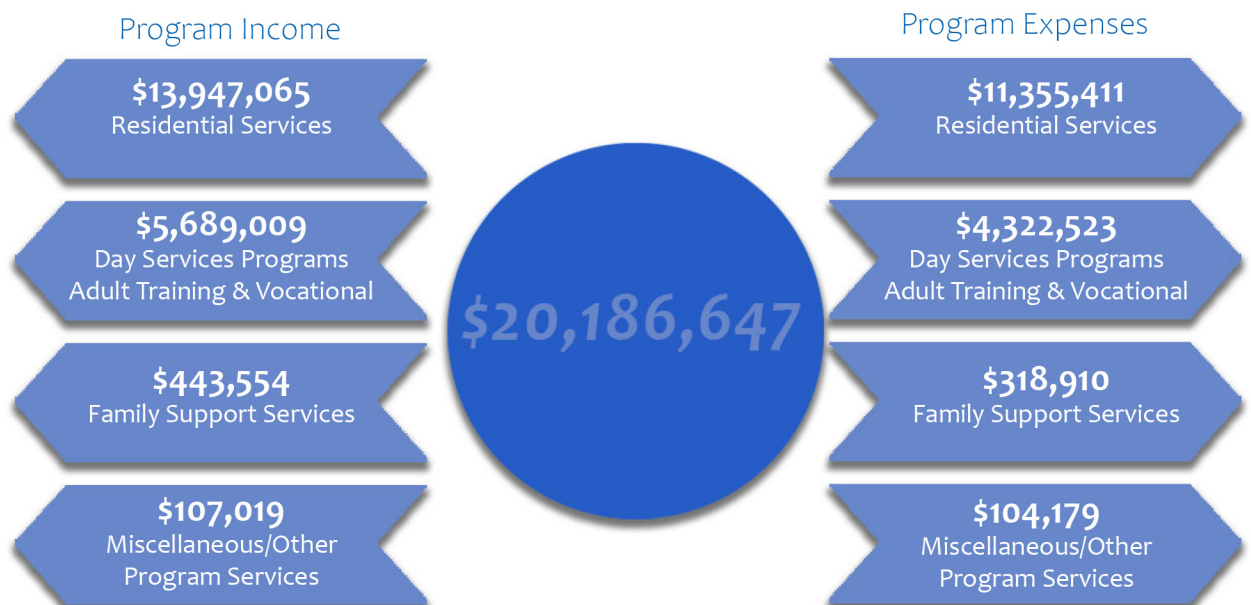 Program Income
$13,947,065
Residential Services
$5,689,009
Day Services Programs
Adult Training & Vocational
$443,554
Family Support Services
$107,019
Miscellaneous/Other
Program Services
$20,186,647
Program Expenses
$11,355,411
Residential Services
$4,322,523
Day Services Programs
Adult Training & Vocational
$318,910
Family Support Services
$104,179
Miscellaneous/Other
Program Services